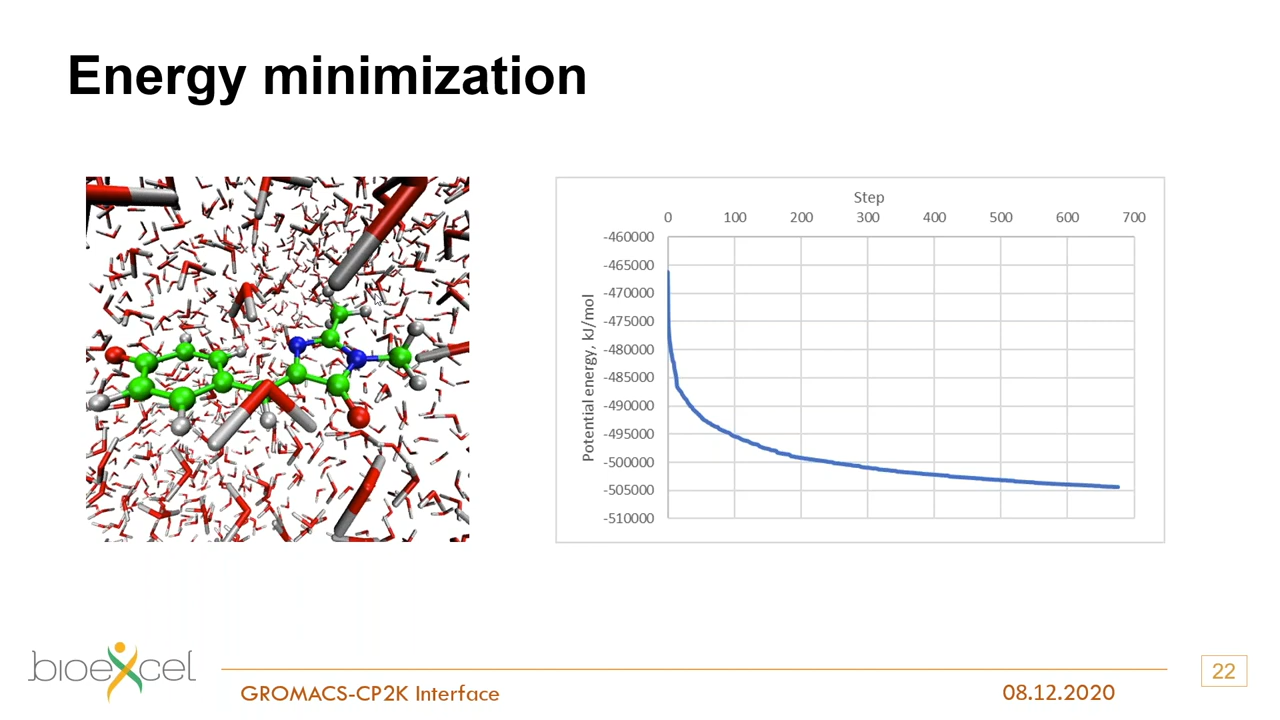 Energy minimization
Step
0 100 200 300 400 500 600 700
Potential energy, kJ/mol
-460000
-465000
-470000
-475000
-480000
-485000
-490000
-495000
-500000
-505000
-510000
bioexcel
GROMACS-CP2K Interface
08.12.2020
22